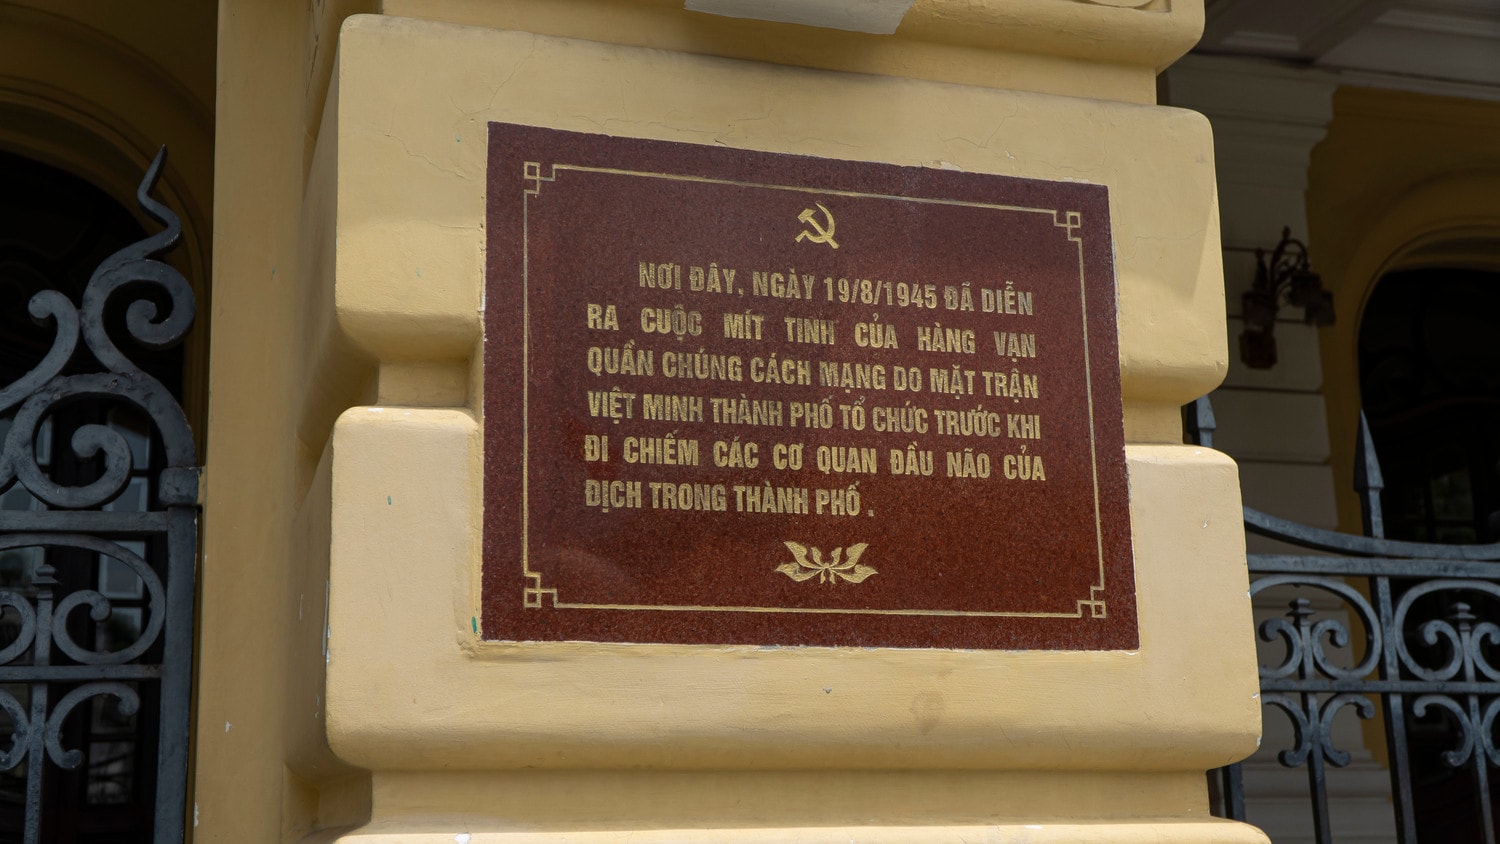 NƠI ĐÂY, NGÀY 19/8/1945 ĐÃ DIỄN
RA CUỘC MÍT TINH CỦA HÀNG VẠN
QUẦN CHÚNG CÁCH MẠNG DO MẶT TRẬN
VIỆT MINH THÀNH PHỐ TỔ CHỨC TRƯỚC KHI
ĐI CHIẾM CÁC CƠ QUAN ĐẦU NÃO CỦA
ĐỊCH TRONG THÀNH PHỐ .